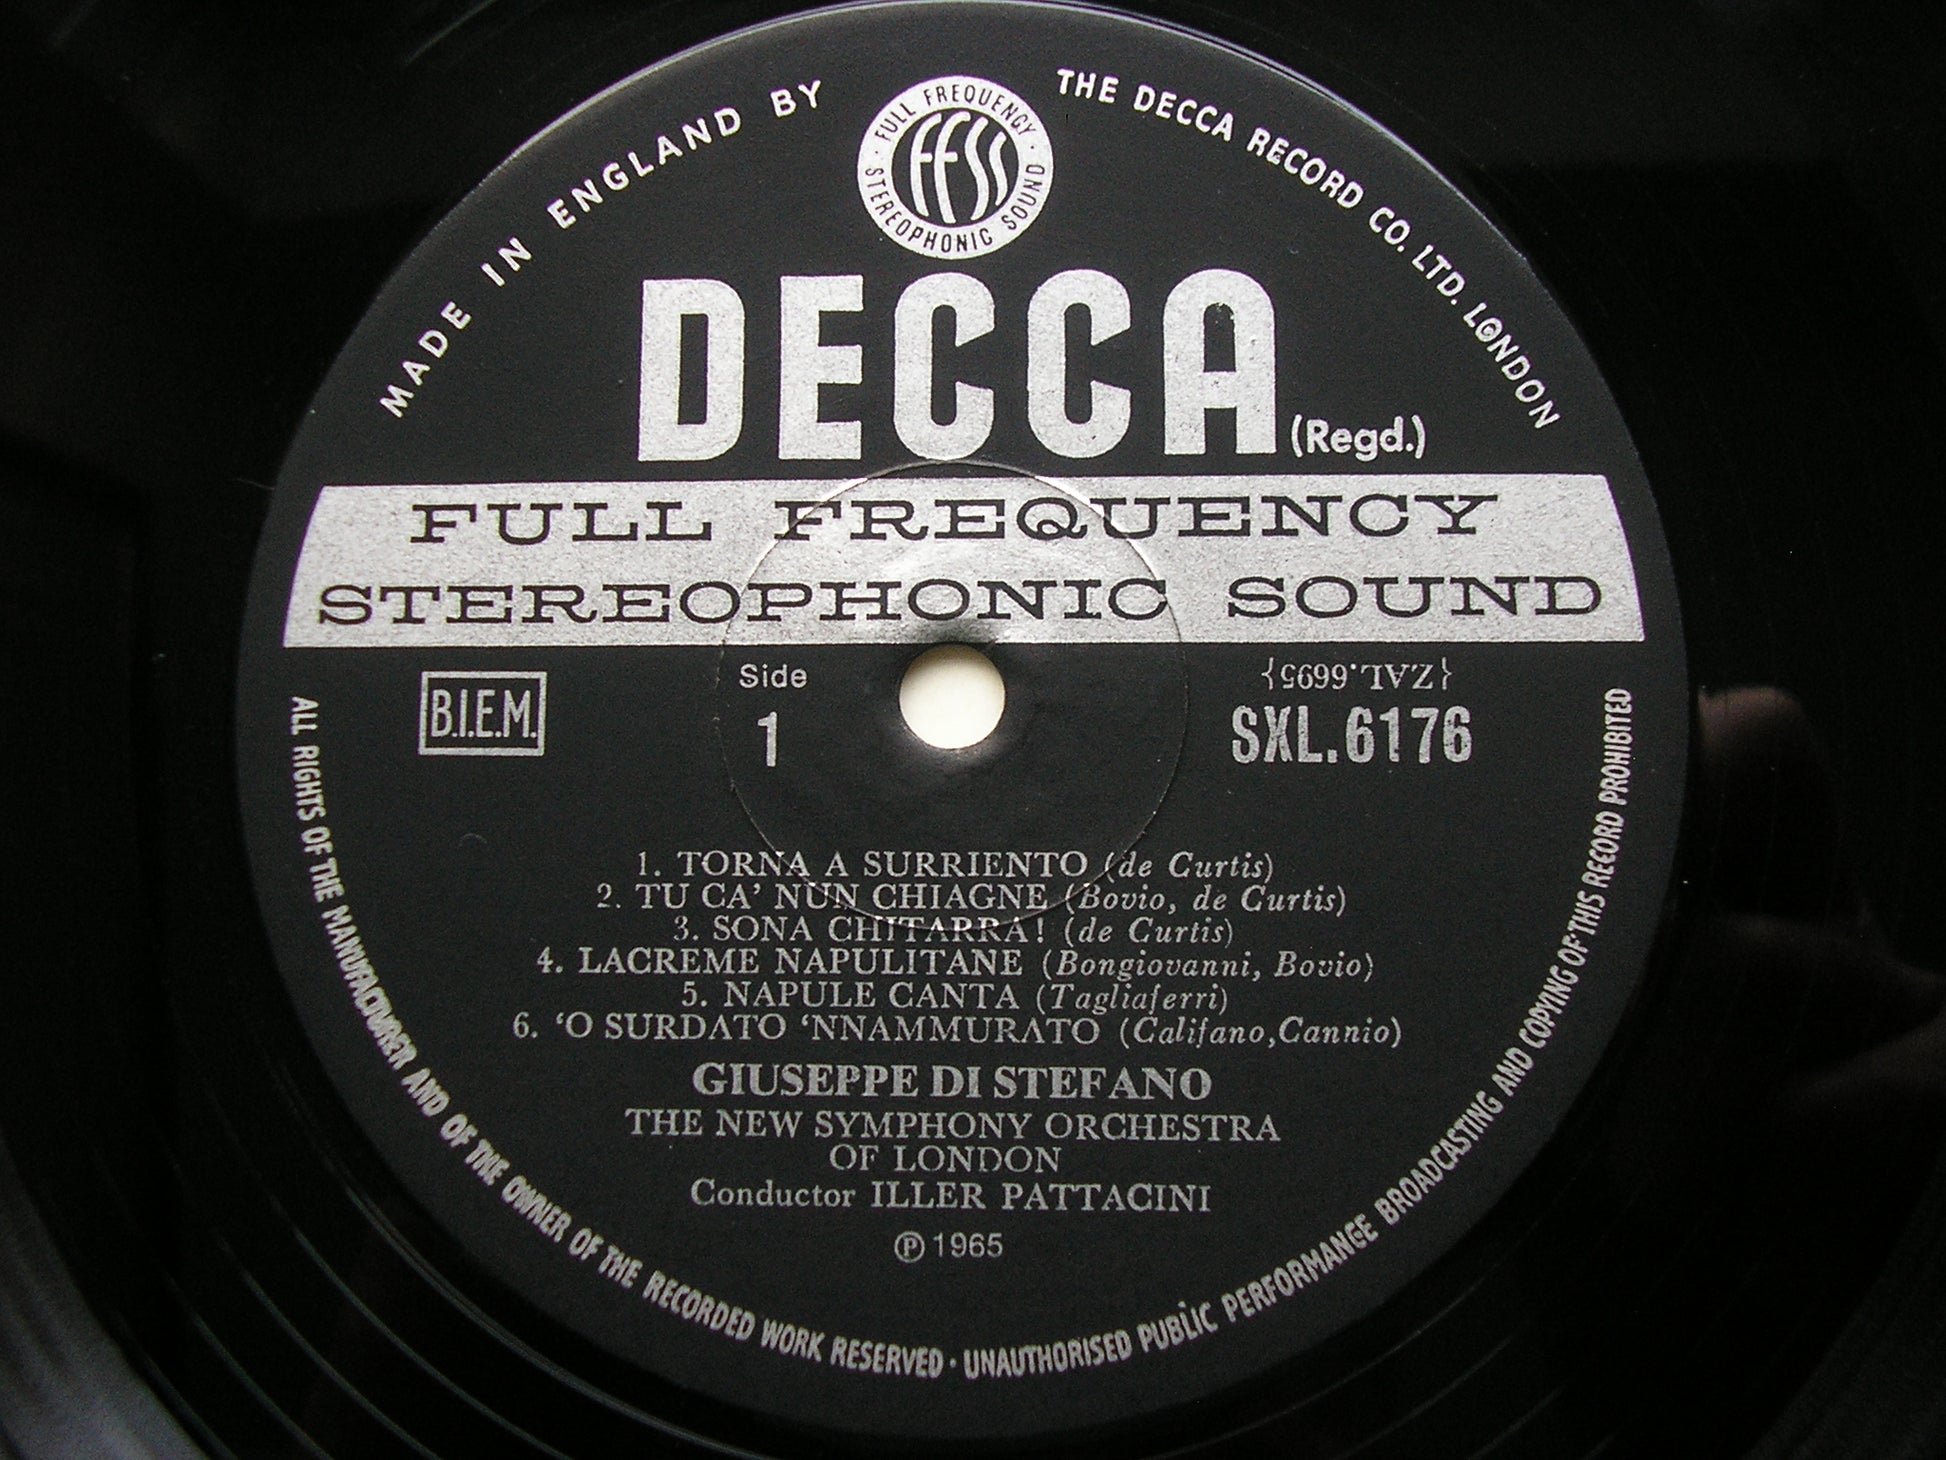 MADE IN ENGLAND BY THE DECCA RECORD CO. LTD. LONDON
FULL FREQUENCY STEREOPHONIC SOUND
FFSS
DECCA (Regd.)
FULL FREQUENCY
STEREOPHONIC SOUND
B.I.E.M.
Side
1
{ZAL.6695}
SXL.6176
1. TORNA A SURRIENTO (de Curtis)
2. TU CA' NUN CHIAGNE (Bovio, de Curtis)
3. SONA CHITARRA! (de Curtis)
4. LACREME NAPULITANE (Bongiovanni, Bovio)
5. NAPULE CANTA (Tagliaferri)
6. 'O SURDATO 'NNAMMURATO (Califano,Cannio)
GIUSEPPE DI STEFANO
THE NEW SYMPHONY ORCHESTRA
OF LONDON
Conductor ILLER PATTACINI
℗ 1965
ALL RIGHTS OF THE MANUFACTURER AND OF THE OWNER OF THE RECORDED WORK RESERVED · UNAUTHORISED PUBLIC PERFORMANCE BROADCASTING AND COPYING OF THIS RECORD PROHIBITED